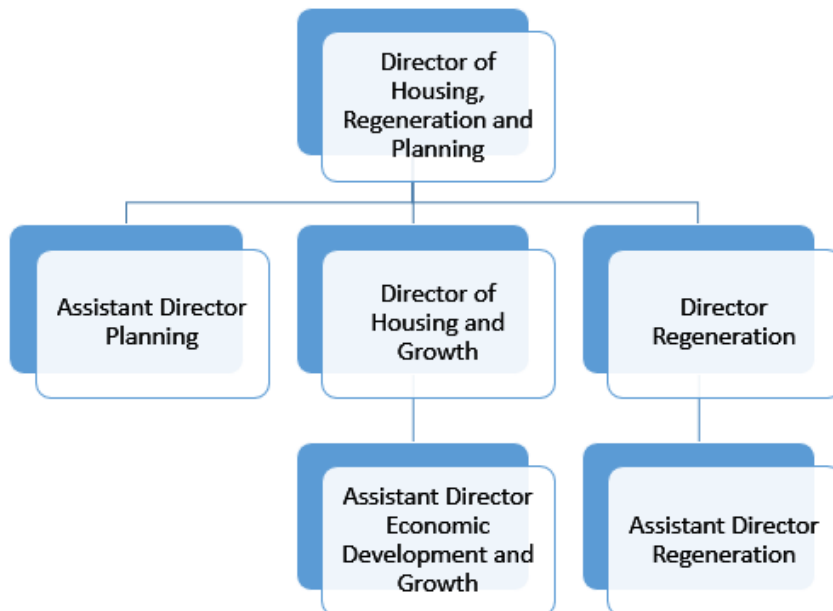 Director of
Housing,
Regeneration and
Planning
Assistant Director
Planning
Director of
Housing and
Growth
Director
Regeneration
Assistant Director
Economic
Development and
Growth
Assistant Director
Regeneration